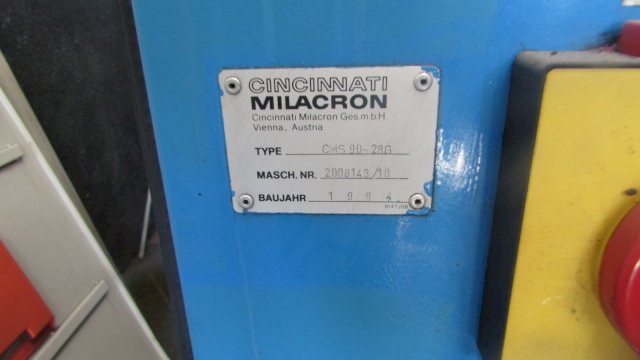 CINCINNATI
MILACRON
Cincinnati Milacron Ges.m.b.H
Vienna, Austria
TYPE CMS 90-28G
MASCH. NR. 2008143/10
BAUJAHR 1994